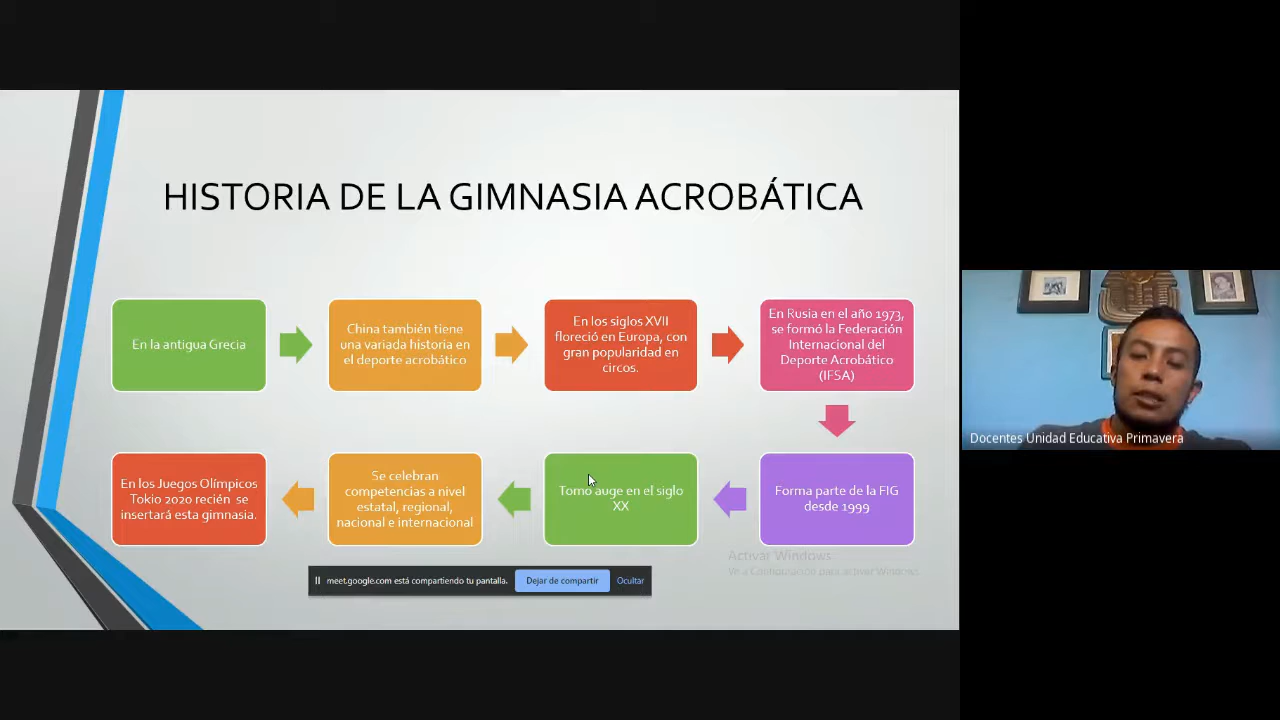 HISTORIA DE LA GIMNASIA ACROBÁTICA
En la antigua Grecia
China también tiene
una variada historia en
el deporte acrobático
En los siglos XVII
floreció en Europa, con
gran popularidad en
circos.
En Rusia en el año 1973,
se formó la Federación
Internacional del
Deporte Acrobático
(IFSA)
Forma parte de la FIG
desde 1999
Tomo auge en el siglo
XX
Se celebran
competencias a nivel
estatal, regional,
nacional e internacional
En los Juegos Olímpicos
Tokio 2020 recién se
insertará esta gimnasia.
Activar Windows
Ve a Configuración para activar Windows.
meet.google.com está compartiendo tu pantalla.
Dejar de compartir
Ocultar
Docentes Unidad Educativa Primavera